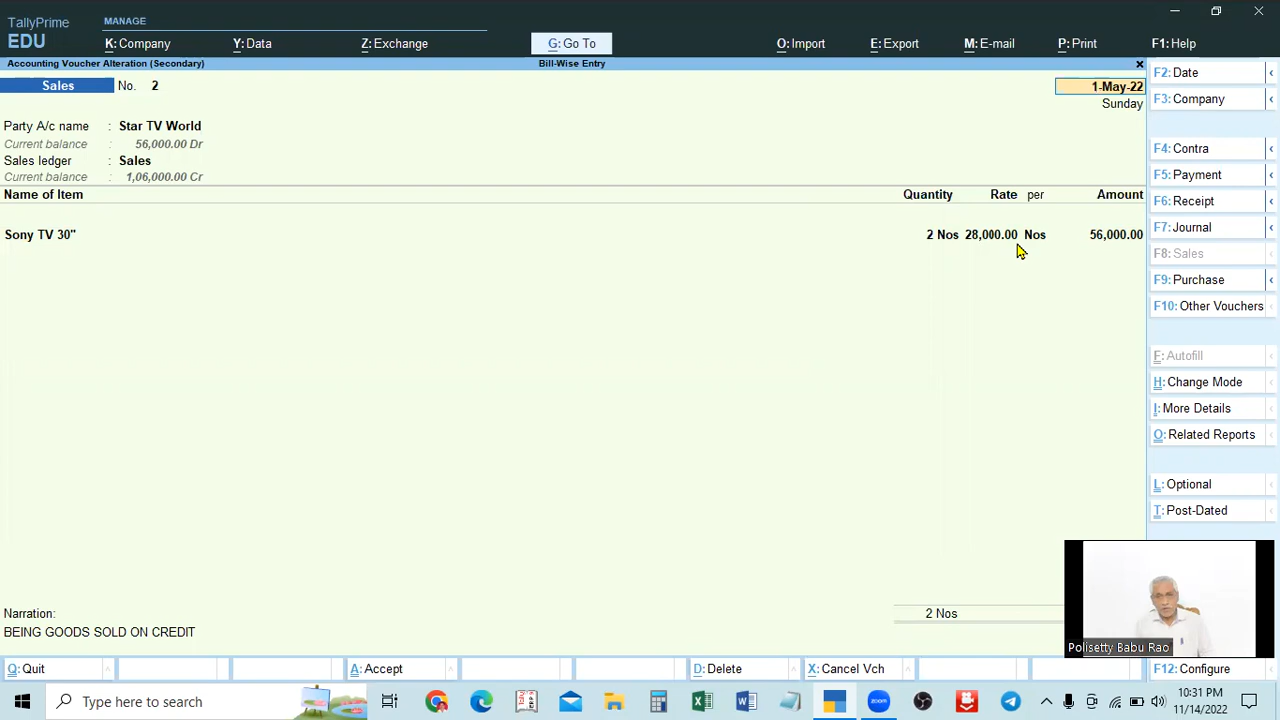 TallyPrime
EDU
MANAGE
K: Company Y: Data Z: Exchange G: Go To O: Import E: Export M: E-mail P: Print F1: Help
Accounting Voucher Alteration (Secondary) Bill-Wise Entry ×
Sales No. 2 1-May-22
Sunday
Party A/c name : Star TV World
Current balance : 56,000.00 Dr
Sales ledger : Sales
Current balance : 1,06,000.00 Cr
Name of Item Quantity Rate per Amount
Sony TV 30" 2 Nos 28,000.00 Nos 56,000.00
Narration: 2 Nos
BEING GOODS SOLD ON CREDIT
F2: Date
F3: Company
F4: Contra
F5: Payment
F6: Receipt
F7: Journal
F8: Sales
F9: Purchase
F10: Other Vouchers
F: Autofill
H: Change Mode
I: More Details
O: Related Reports
L: Optional
T: Post-Dated
Polisetty Babu Rao
Q: Quit A: Accept D: Delete X: Cancel Vch F12: Configure
Type here to search
10:31 PM
11/14/2022